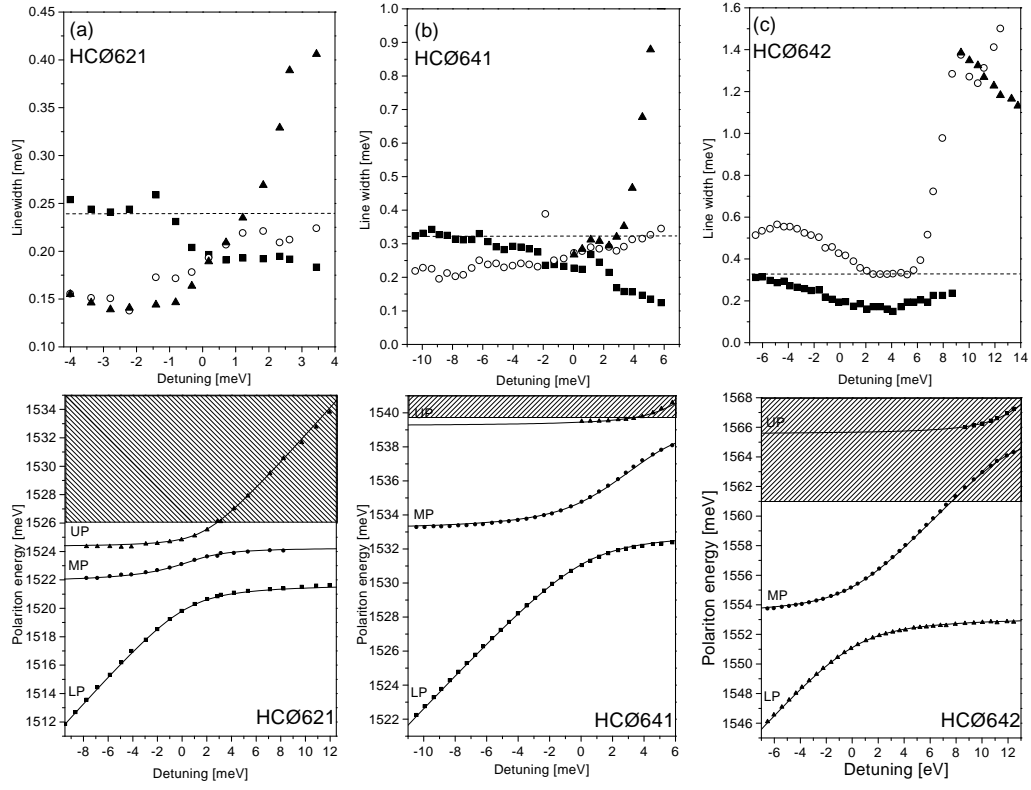 (a)
HCØ621
Linewidth [meV]
0.40
0.35
0.30
0.25
0.20
0.15
0.10
-4 -3 -2 -1 0 1 2 3 4
Detuning [meV]
(b)
HCØ641
Line width [meV]
1.0
0.9
0.8
0.7
0.6
0.5
0.4
0.3
0.2
0.1
0.0
-10 -8 -6 -4 -2 0 2 4 6
Detuning [meV]
(c)
HCØ642
Line width [meV]
1.6
1.4
1.2
1.0
0.8
0.6
0.4
0.2
0.0
-6 -4 -2 0 2 4 6 8 10 12 14
Detuning [meV]
Polariton energy [meV]
1534
1532
1530
1528
1526
1524
1522
1520
1518
1516
1514
1512
UP
MP
LP
HCØ621
-8 -6 -4 -2 0 2 4 6 8 10 12
Detuning [meV]
Polariton energy [meV]
1540
1538
1536
1534
1532
1530
1528
1526
1524
1522
UP
MP
LP
HCØ641
-10 -8 -6 -4 -2 0 2 4 6
Detuning [meV]
Polariton energy [meV]
1568
1566
1564
1562
1560
1558
1556
1554
1552
1550
1548
1546
UP
MP
LP
HCØ642
-6 -4 -2 0 2 4 6 8 10 12
Detuning [eV]